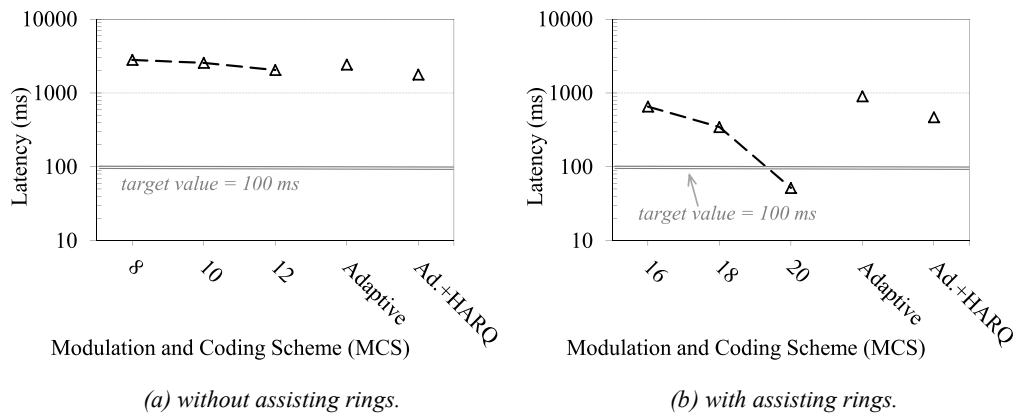 10000
1000
100
10
Latency (ms)
target value = 100 ms
8
10
12
Adaptive
Ad.+HARQ
Modulation and Coding Scheme (MCS)
(a) without assisting rings.
10000
1000
100
10
Latency (ms)
target value = 100 ms
16
18
20
Adaptive
Ad.+HARQ
Modulation and Coding Scheme (MCS)
(b) with assisting rings.